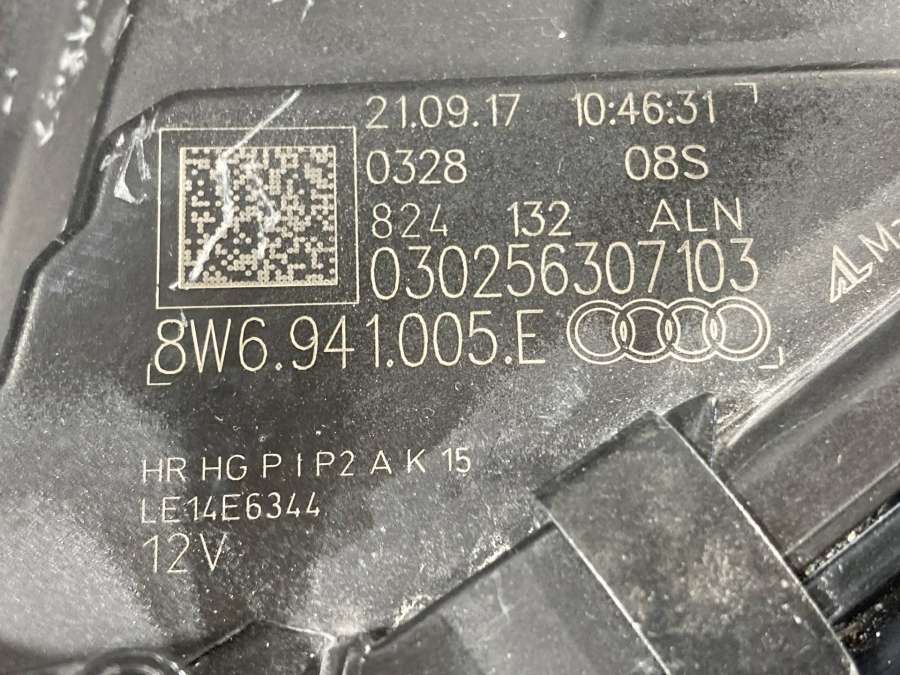 21.09.17 10:46:31
0328 08S
824 132 ALN
030256307103
8W6.941.005.E
HR HG P I P2 A K 15
LE14E6344
12V